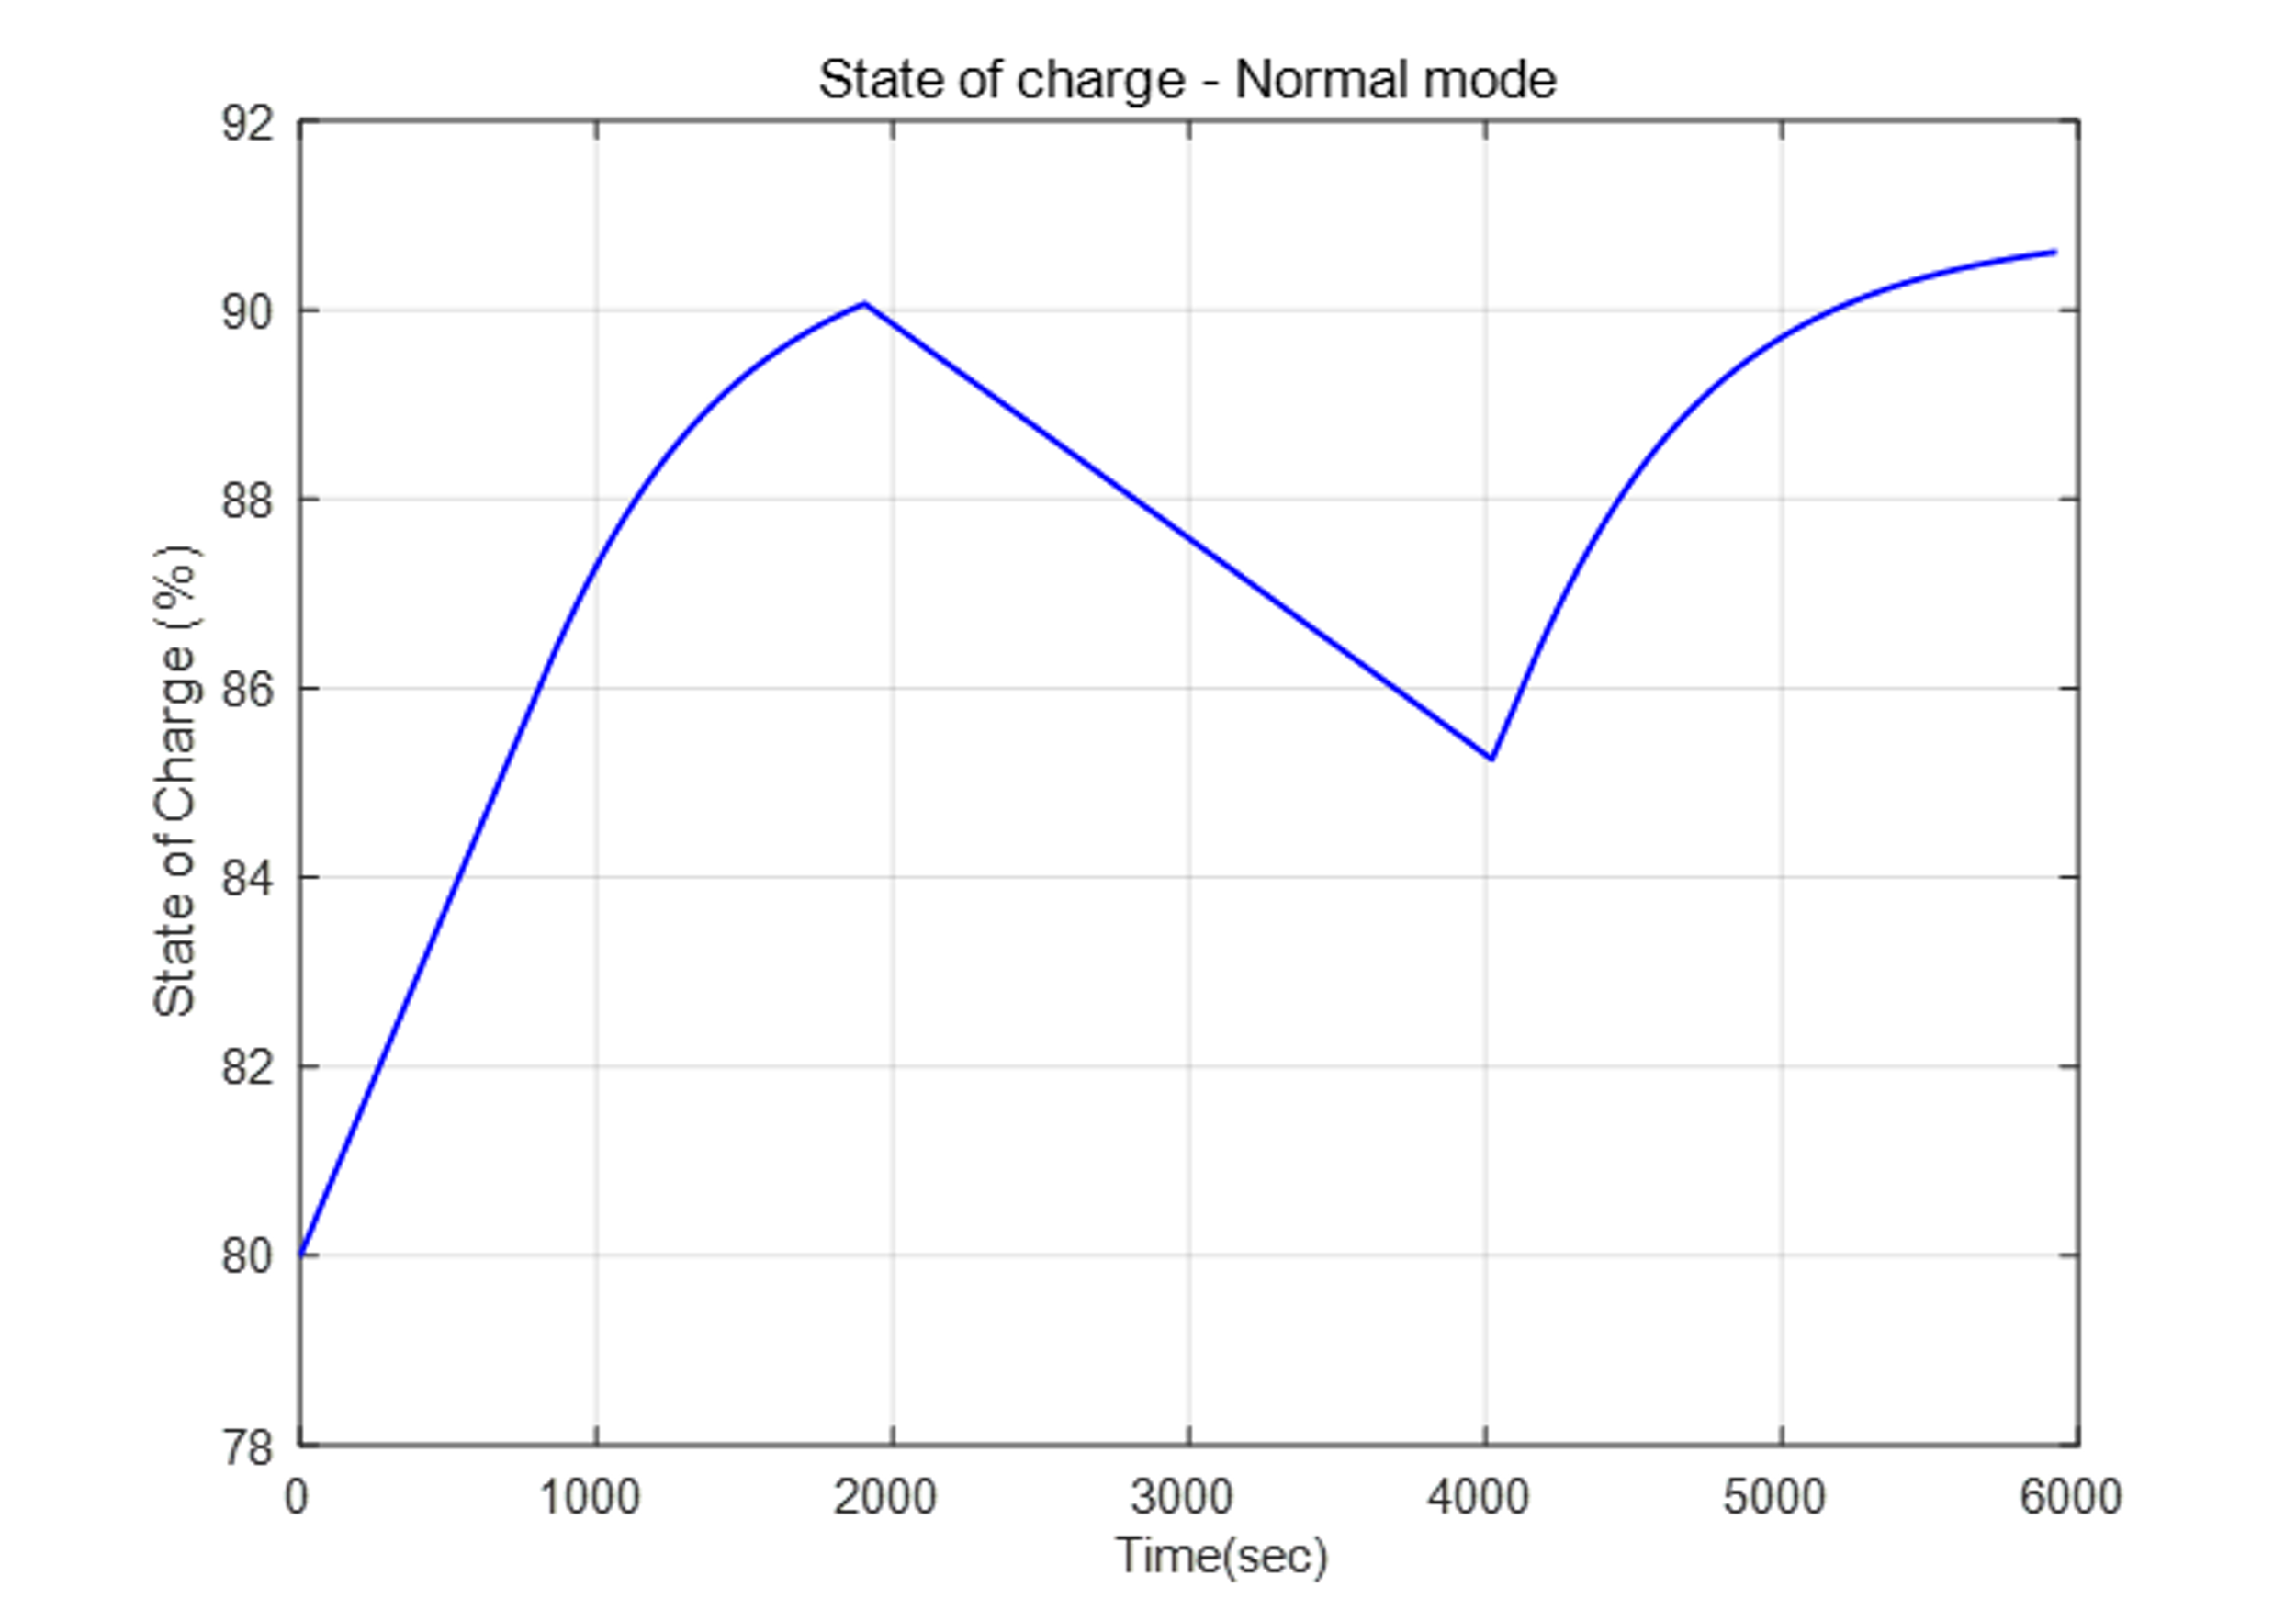 State of charge - Normal mode
State of Charge (%)
92
90
88
86
84
82
80
78
0 1000 2000 3000 4000 5000 6000
Time(sec)